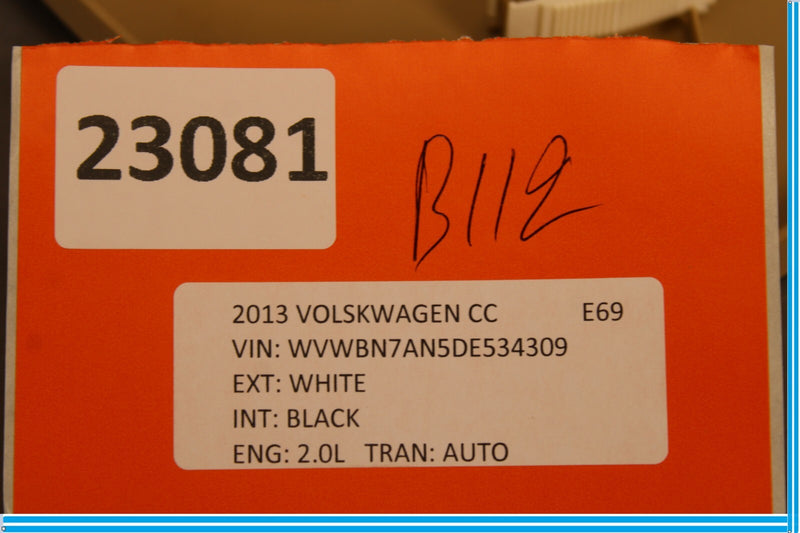 23081
B112
2013 VOLSKWAGEN CC E69
VIN: WVWBN7AN5DE534309
EXT: WHITE
INT: BLACK
ENG: 2.0L TRAN: AUTO